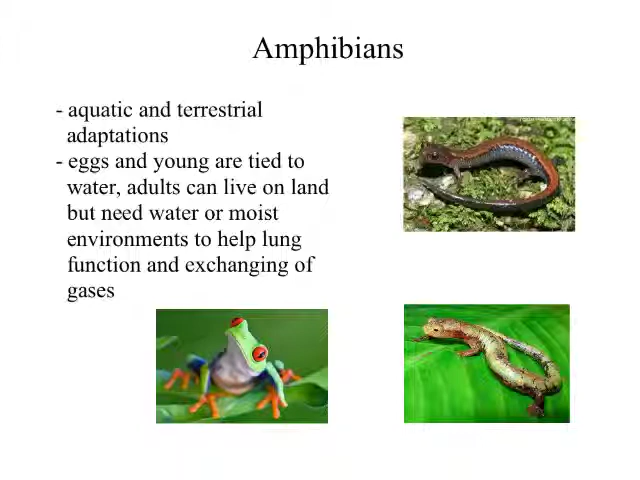 Amphibians
- aquatic and terrestrial
adaptations
- eggs and young are tied to
water, adults can live on land
but need water or moist
environments to help lung
function and exchanging of
gases